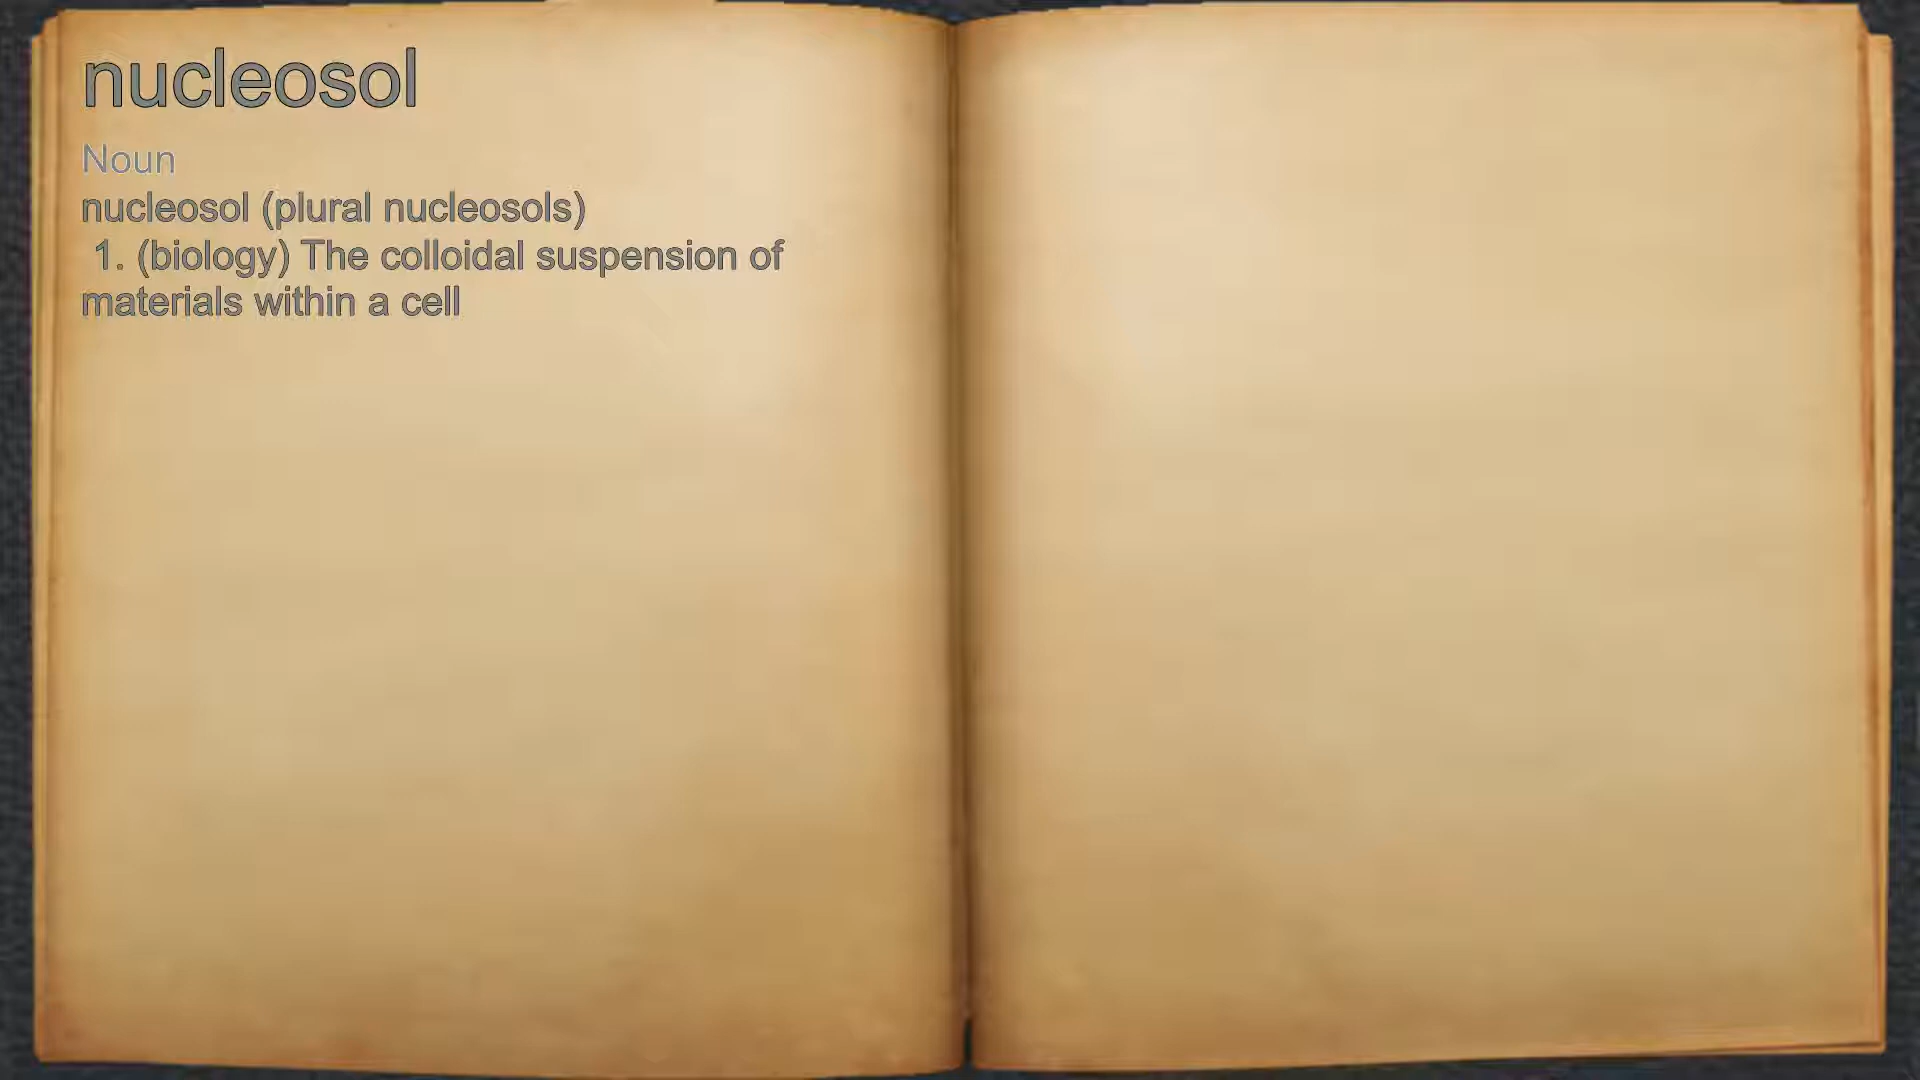 nucleosol
Noun
nucleosol (plural nucleosols)
1. (biology) The colloidal suspension of
materials within a cell